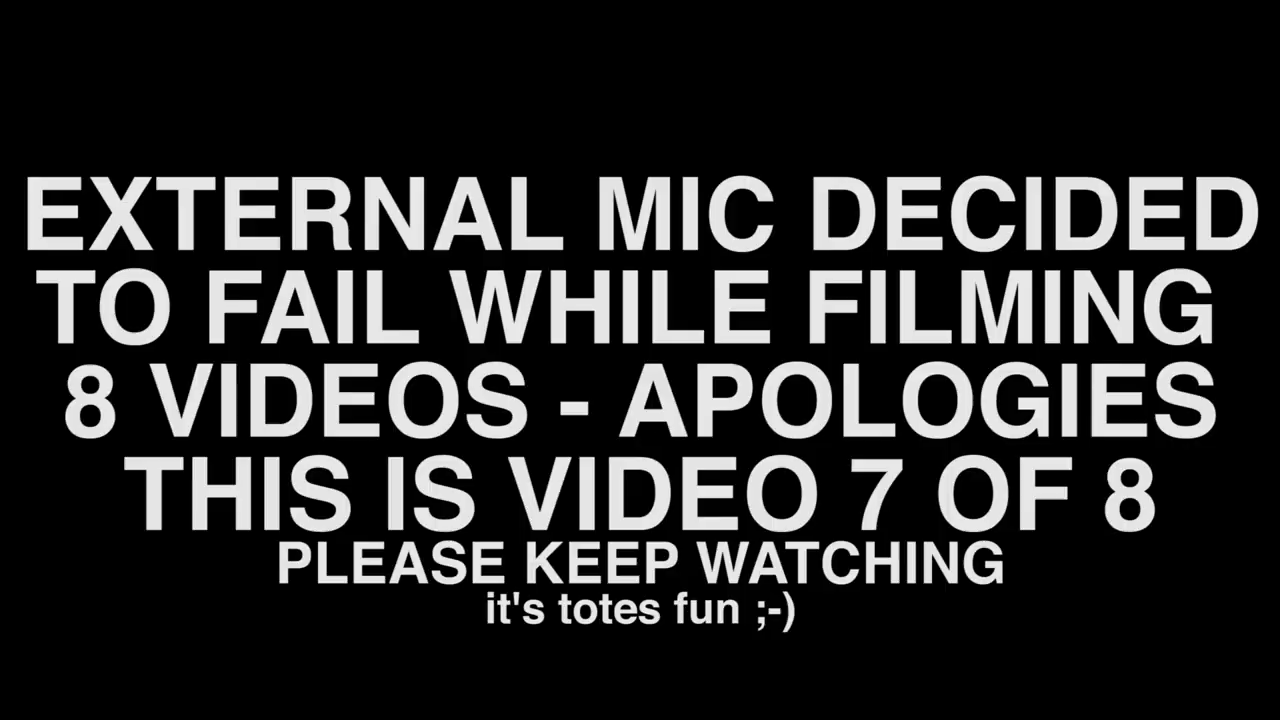 EXTERNAL MIC DECIDED
TO FAIL WHILE FILMING
8 VIDEOS - APOLOGIES
THIS IS VIDEO 7 OF 8
PLEASE KEEP WATCHING
it's totes fun ;-)